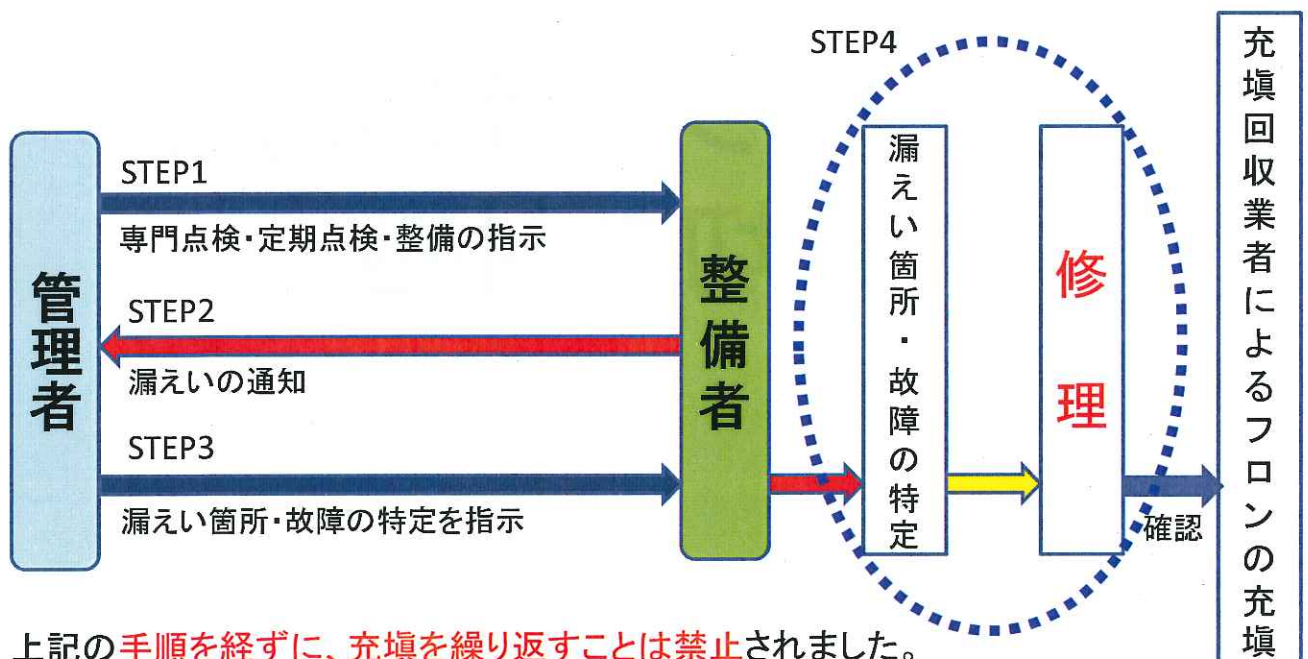 管理者
STEP1
専門点検・定期点検・整備の指示
STEP2
漏えいの通知
STEP3
漏えい箇所・故障の特定を指示
整備者
STEP4
漏えい箇所・故障の特定
修理
確認
充塡回収業者によるフロンの充塡
上記の手順を経ずに、充塡を繰り返すことは禁止されました。